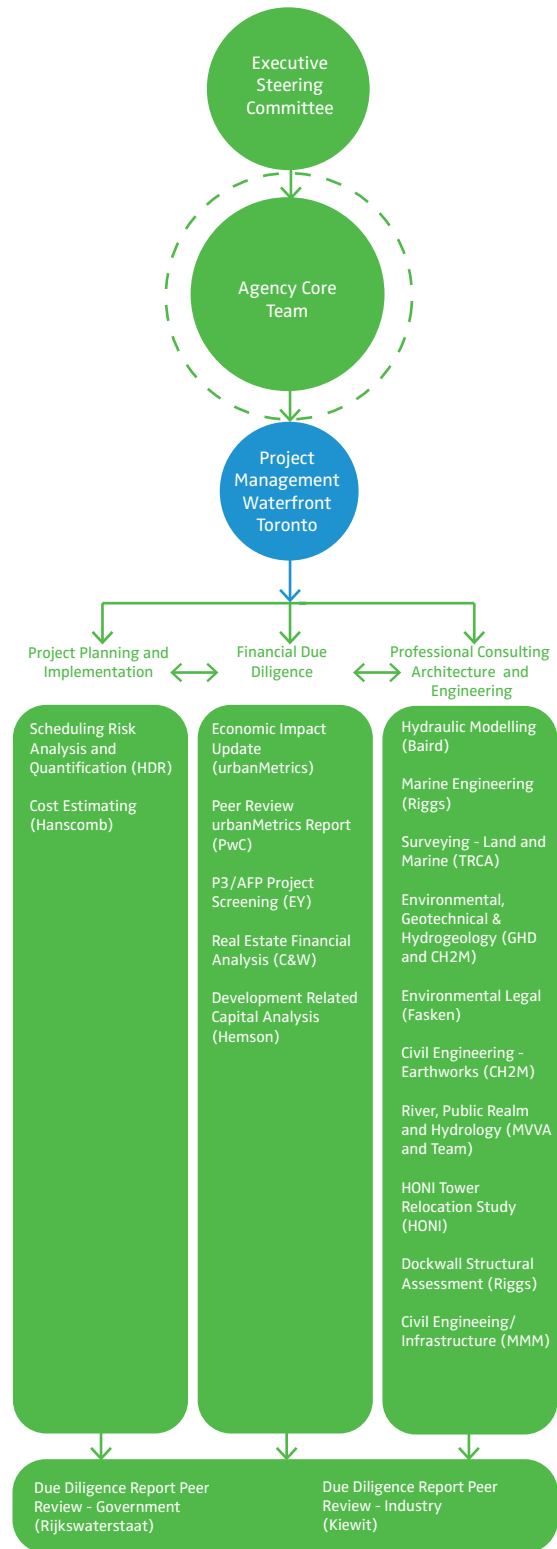 Executive
Steering
Committee
Agency Core
Team
Project
Management
Waterfront
Toronto
Project Planning and
Implementation
Financial Due
Diligence
Professional Consulting
Architecture and
Engineering
Scheduling Risk
Analysis and
Quantification (HDR)
Cost Estimating
(Hanscomb)
Economic Impact
Update
(urbanMetrics)
Peer Review
urbanMetrics Report
(PwC)
P3/AFP Project
Screening (EY)
Real Estate Financial
Analysis (C&W)
Development Related
Capital Analysis
(Hemson)
Hydraulic Modelling
(Baird)
Marine Engineering
(Riggs)
Surveying - Land and
Marine (TRCA)
Environmental,
Geotechnical &
Hydrogeology (GHD
and CH2M)
Environmental Legal
(Fasken)
Civil Engineering -
Earthworks (CH2M)
River, Public Realm
and Hydrology (MVVA
and Team)
HONI Tower
Relocation Study
(HONI)
Dockwall Structural
Assessment (Riggs)
Civil Engineeing/
Infrastructure (MMM)
Due Diligence Report Peer
Review - Government
(Rijkswaterstaat)
Due Diligence Report Peer
Review - Industry
(Kiewit)